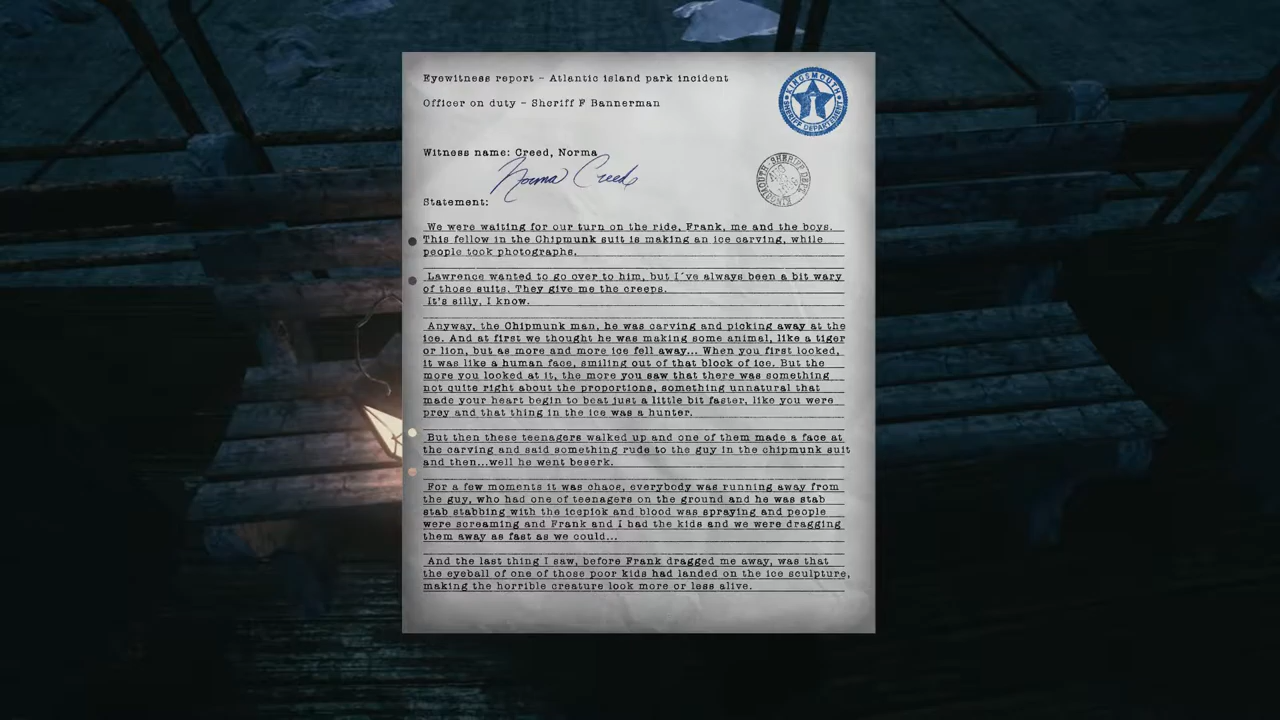 Eyewitness report - Atlantic island park incident
Officer on duty - Sheriff F Bannerman
KINGSMOUTH
SHERIFF DEPARTEMENT
Witness name: Creed, Norma
Norma Creed
SHERIFF DEPT.
KINGSMOUTH
Statement:
We were waiting for our turn on the ride, Frank, me and the boys.
This fellow in the Chipmunk suit is making an ice carving, while
people took photographs.
Lawrence wanted to go over to him, but I´ve always been a bit wary
of those suits. They give me the creeps.
It's silly, I know.
Anyway, the Chipmunk man, he was carving and picking away at the
ice. And at first we thought he was making some animal, like a tiger
or lion, but as more and more ice fell away... When you first looked,
it was like a human face, smiling out of that block of ice. But the
more you looked at it, the more you saw that there was something
not quite right about the proportions, something unnatural that
made your heart begin to beat just a little bit faster, like you were
prey and that thing in the ice was a hunter.
But then these teenagers walked up and one of them made a face at
the carving and said something rude to the guy in the chipmunk suit
and then...well he went beserk.
For a few moments it was chaos, everybody was running away from
the guy, who had one of teenagers on the ground and he was stab
stab stabbing with the icepick and blood was spraying and people
were screaming and Frank and I had the kids and we were dragging
them away as fast as we could...
And the last thing I saw, before Frank dragged me away, was that
the eyeball of one of those poor kids had landed on the ice sculpture,
making the horrible creature look more or less alive.